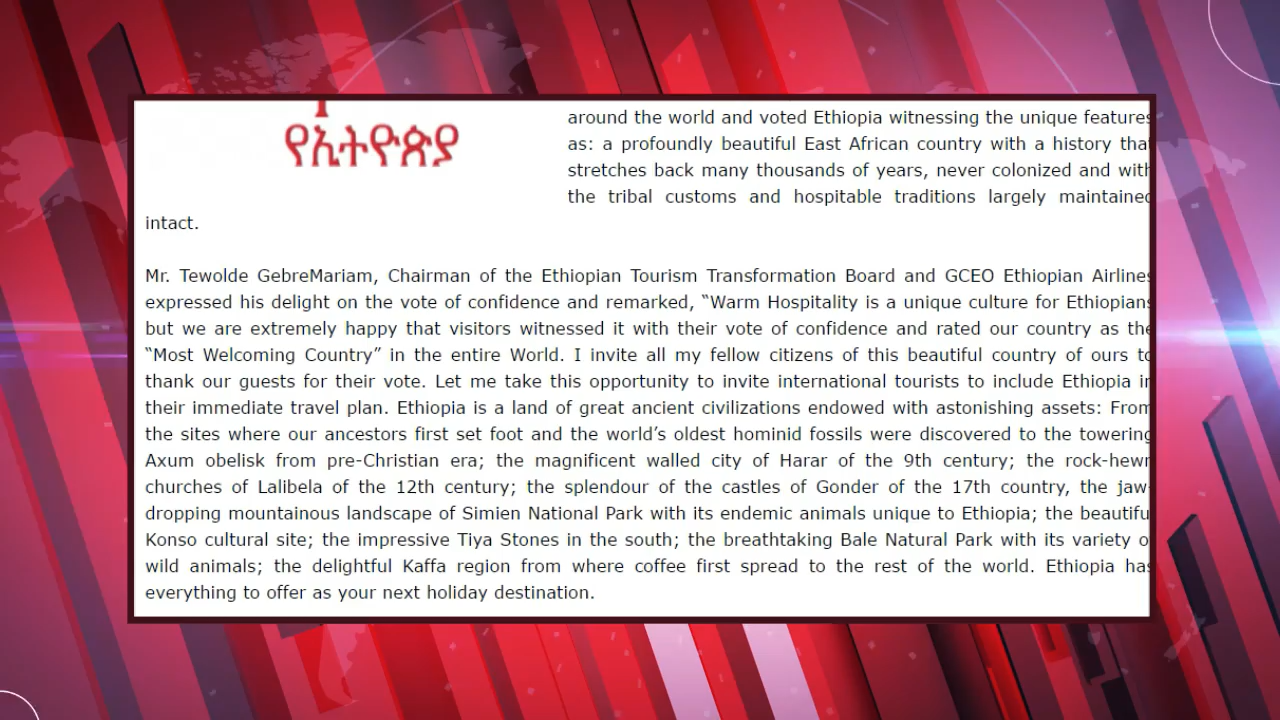 የኢትዮጵያ
around the world and voted Ethiopia witnessing the unique features
as: a profoundly beautiful East African country with a history that
stretches back many thousands of years, never colonized and with
the tribal customs and hospitable traditions largely maintained
intact.
Mr. Tewolde GebreMariam, Chairman of the Ethiopian Tourism Transformation Board and GCEO Ethiopian Airlines
expressed his delight on the vote of confidence and remarked, “Warm Hospitality is a unique culture for Ethiopians
but we are extremely happy that visitors witnessed it with their vote of confidence and rated our country as the
“Most Welcoming Country” in the entire World. I invite all my fellow citizens of this beautiful country of ours to
thank our guests for their vote. Let me take this opportunity to invite international tourists to include Ethiopia in
their immediate travel plan. Ethiopia is a land of great ancient civilizations endowed with astonishing assets: From
the sites where our ancestors first set foot and the world’s oldest hominid fossils were discovered to the towering
Axum obelisk from pre-Christian era; the magnificent walled city of Harar of the 9th century; the rock-hewn
churches of Lalibela of the 12th century; the splendour of the castles of Gonder of the 17th country, the jaw-
dropping mountainous landscape of Simien National Park with its endemic animals unique to Ethiopia; the beautifu
Konso cultural site; the impressive Tiya Stones in the south; the breathtaking Bale Natural Park with its variety o
wild animals; the delightful Kaffa region from where coffee first spread to the rest of the world. Ethiopia has
everything to offer as your next holiday destination.